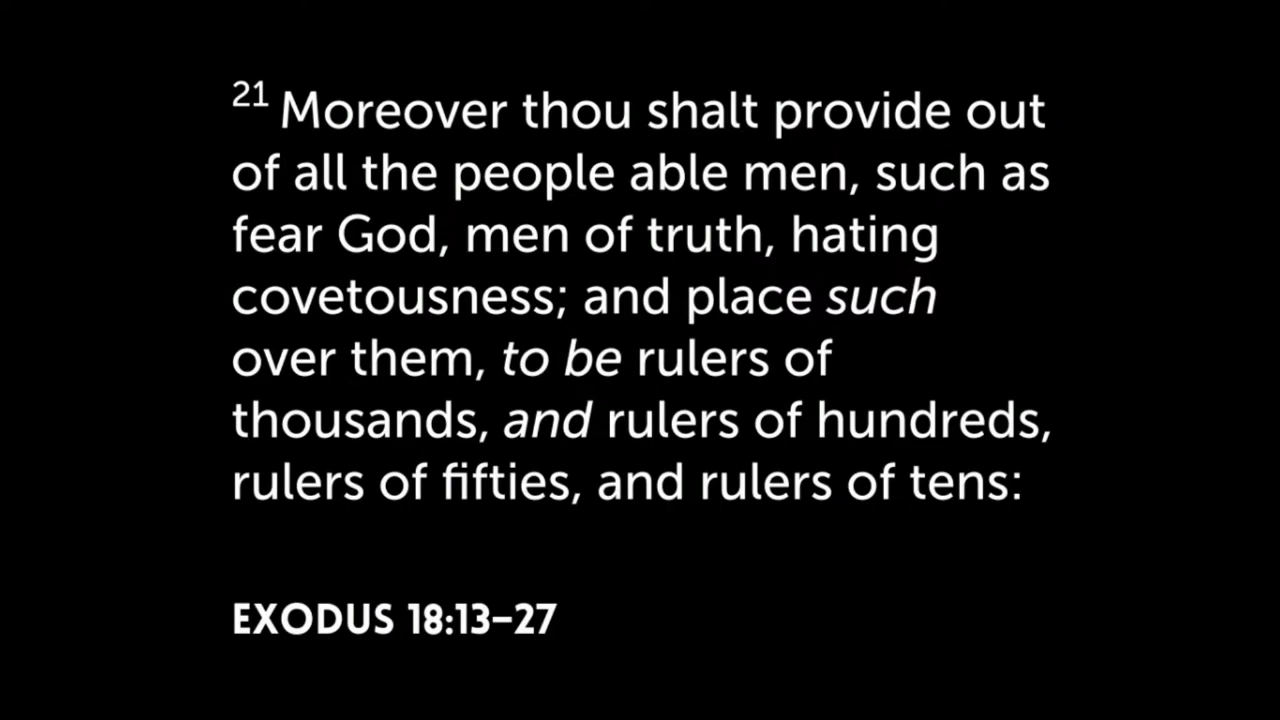 21 Moreover thou shalt provide out
of all the people able men, such as
fear God, men of truth, hating
covetousness; and place such
over them, to be rulers of
thousands, and rulers of hundreds,
rulers of fifties, and rulers of tens:
EXODUS 18:13–27